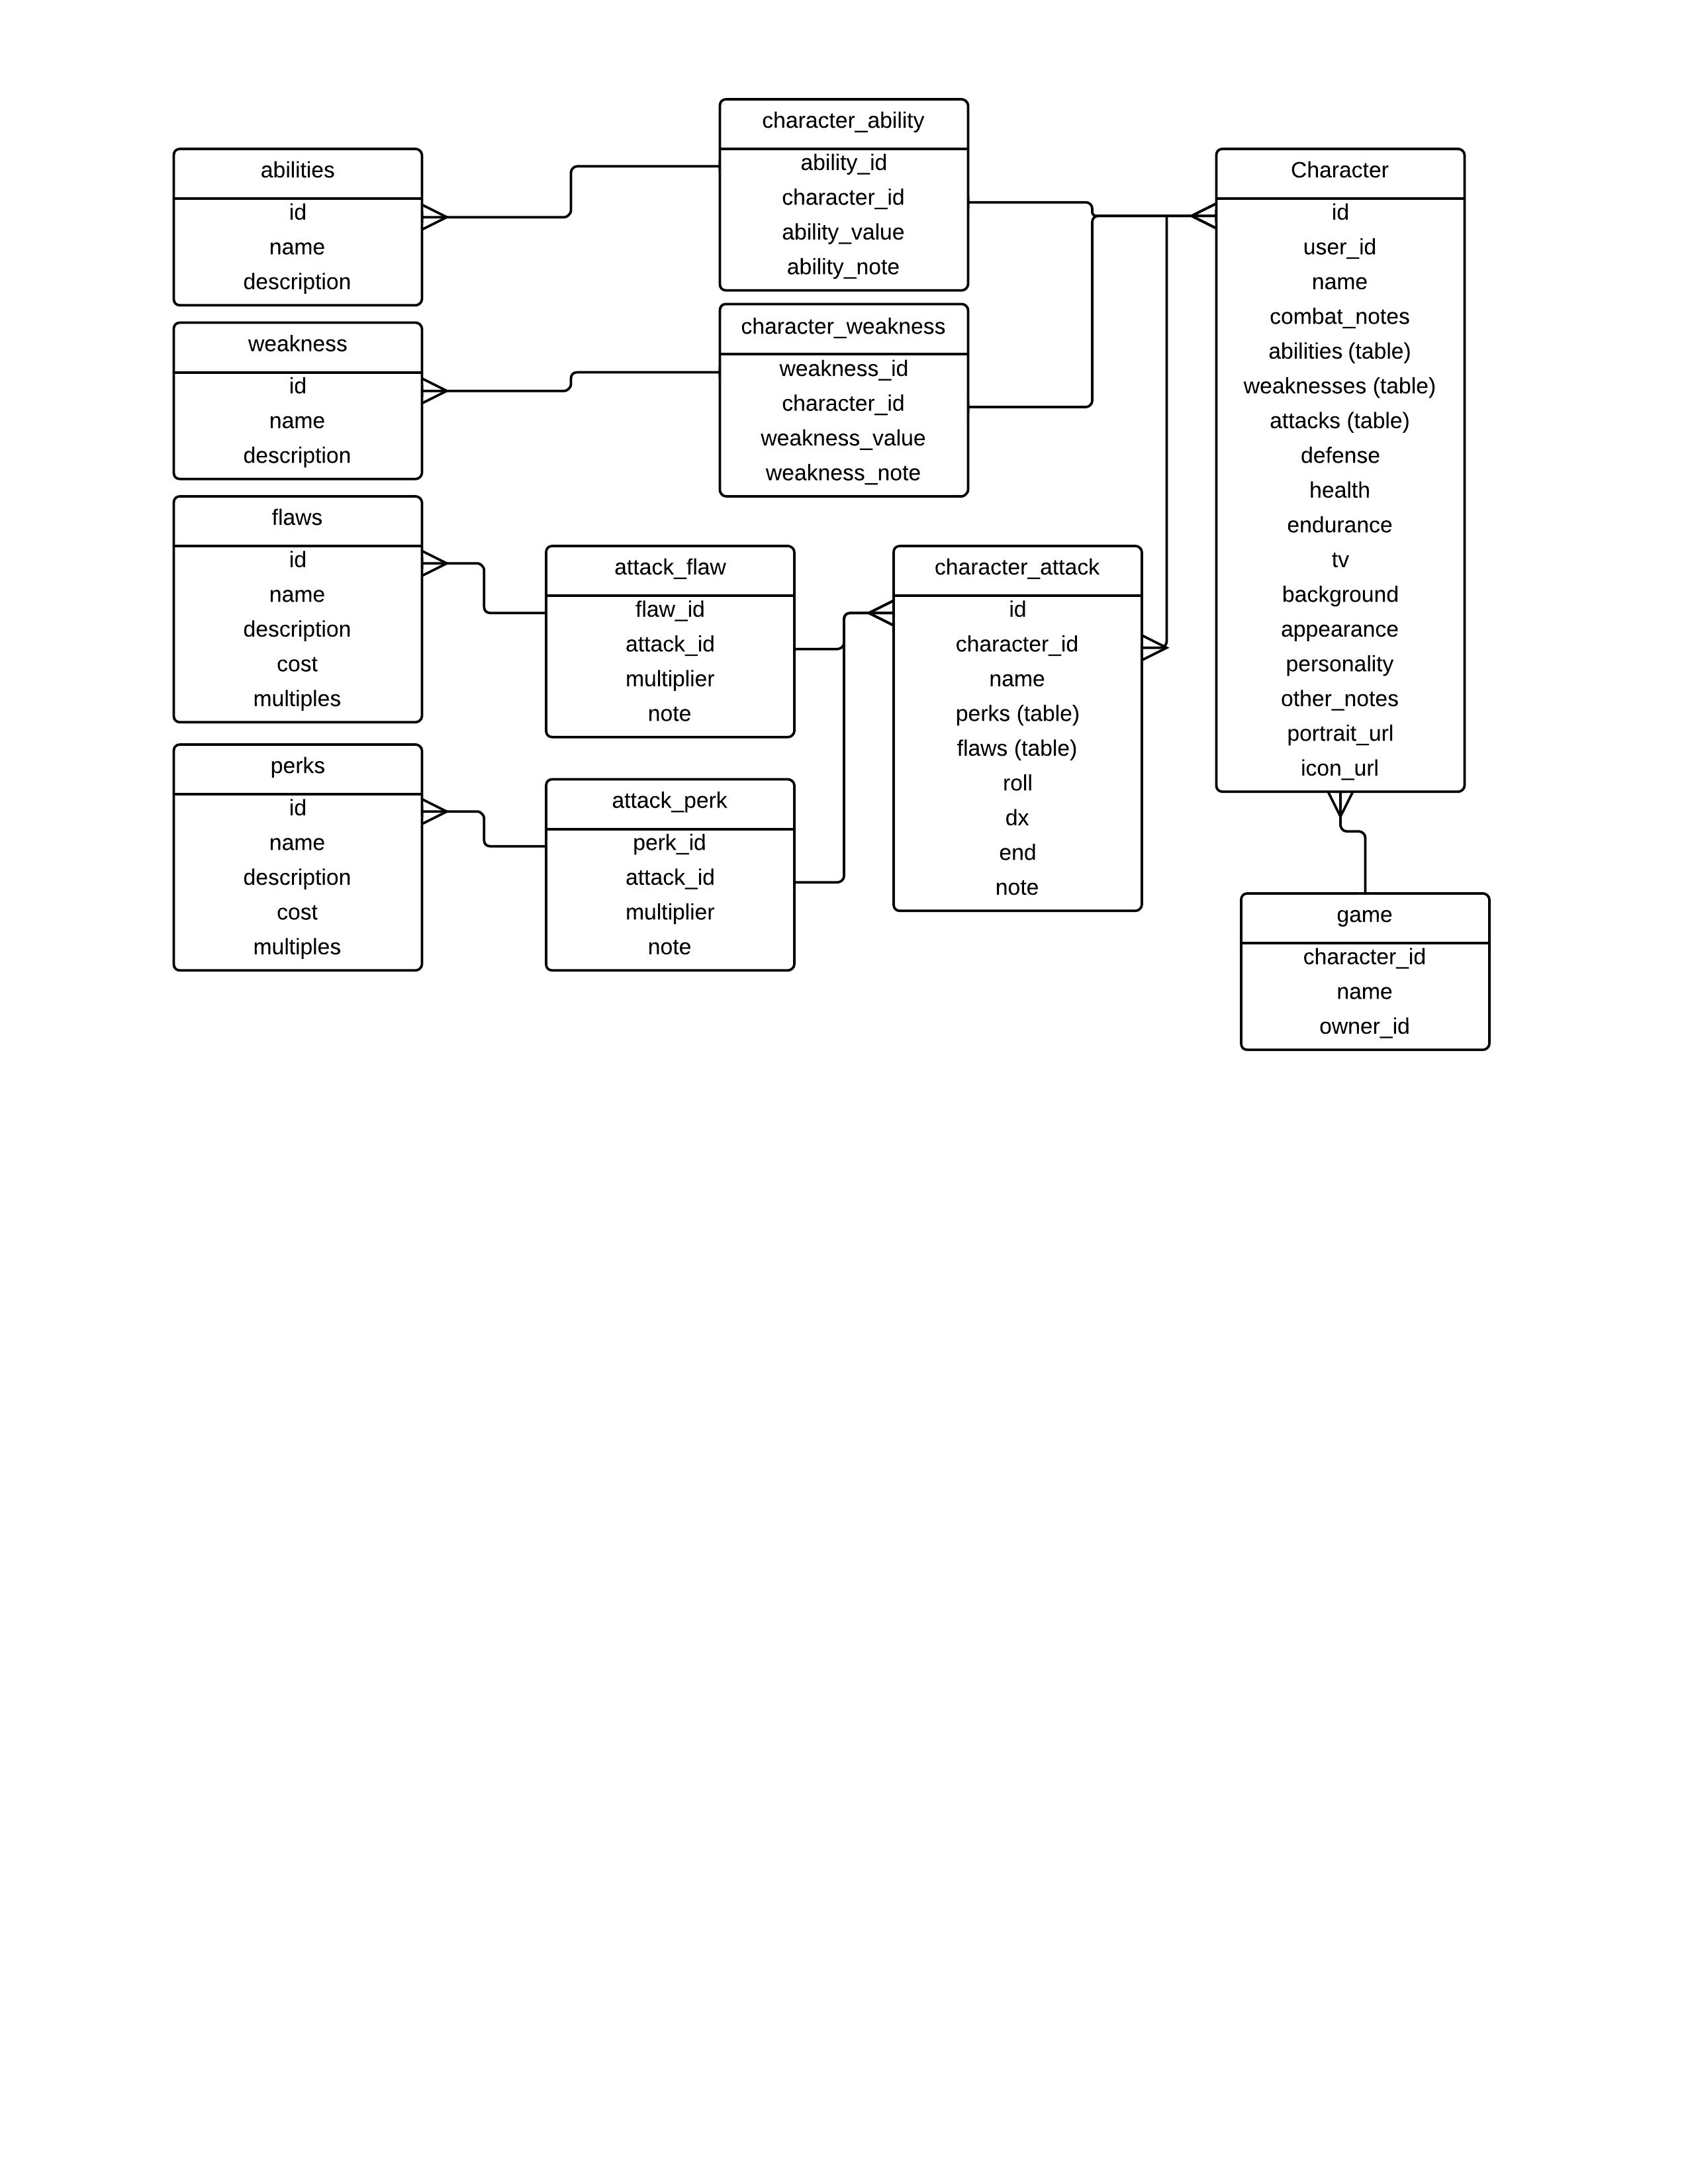 abilities
id
name
description
weakness
id
name
description
flaws
id
name
description
cost
multiples
perks
id
name
description
cost
multiples
character_ability
ability_id
character_id
ability_value
ability_note
character_weakness
weakness_id
character_id
weakness_value
weakness_note
attack_flaw
flaw_id
attack_id
multiplier
note
attack_perk
perk_id
attack_id
multiplier
note
character_attack
id
character_id
name
perks (table)
flaws (table)
roll
dx
end
note
Character
id
user_id
name
combat_notes
abilities (table)
weaknesses (table)
attacks (table)
defense
health
endurance
tv
background
appearance
personality
other_notes
portrait_url
icon_url
game
character_id
name
owner_id